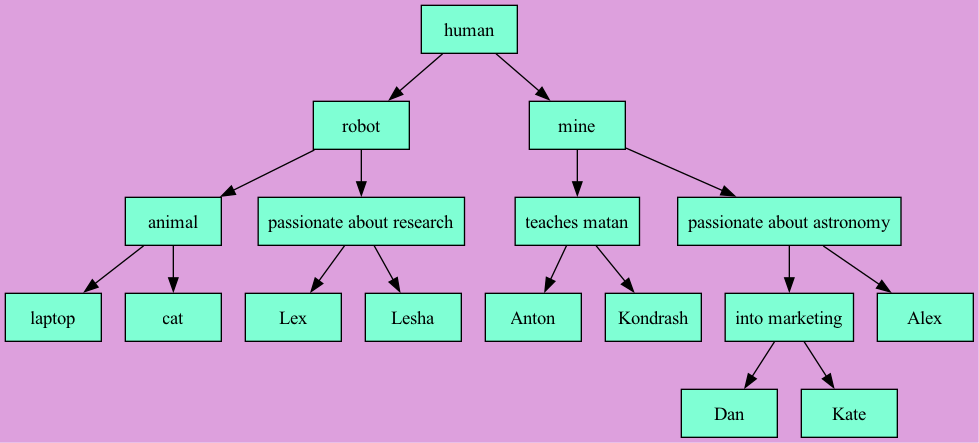 human
robot
mine
animal
passionate about research
teaches matan
passionate about astronomy
laptop
cat
Lex
Lesha
Anton
Kondrash
into marketing
Alex
Dan
Kate